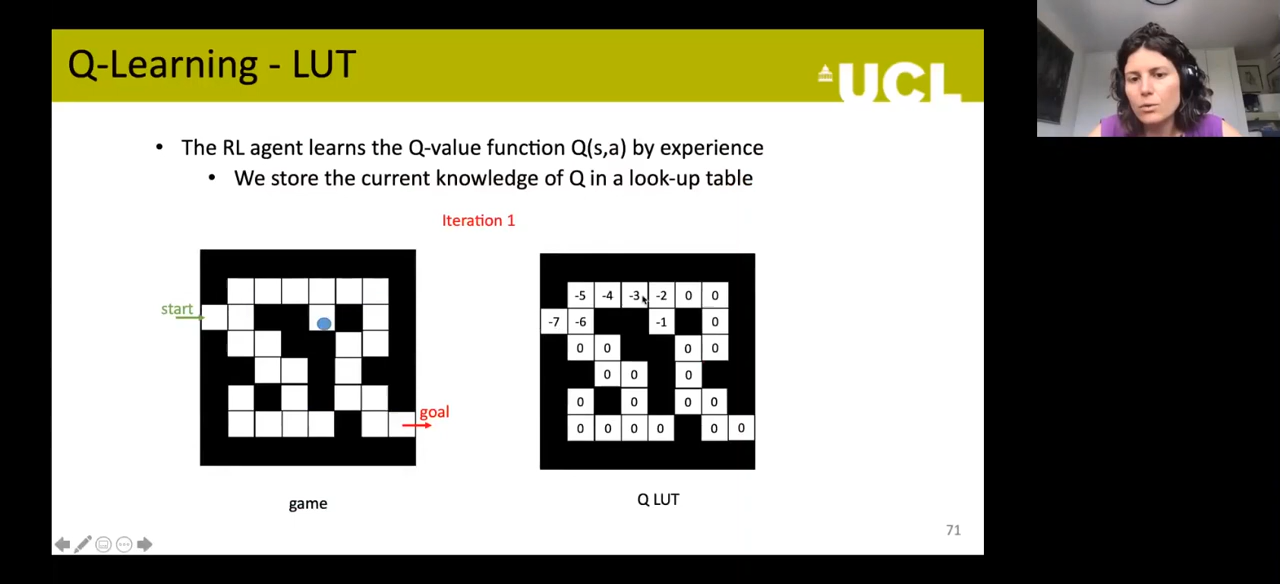 Q-Learning - LUT
UCL
• The RL agent learns the Q-value function Q(s,a) by experience
• We store the current knowledge of Q in a look-up table
Iteration 1
start
goal
-5 -4 -3 -2 0 0
-7 -6 -1 0
0 0 0 0
0 0 0
0 0 0 0
0 0 0 0 0 0
game
Q LUT
71